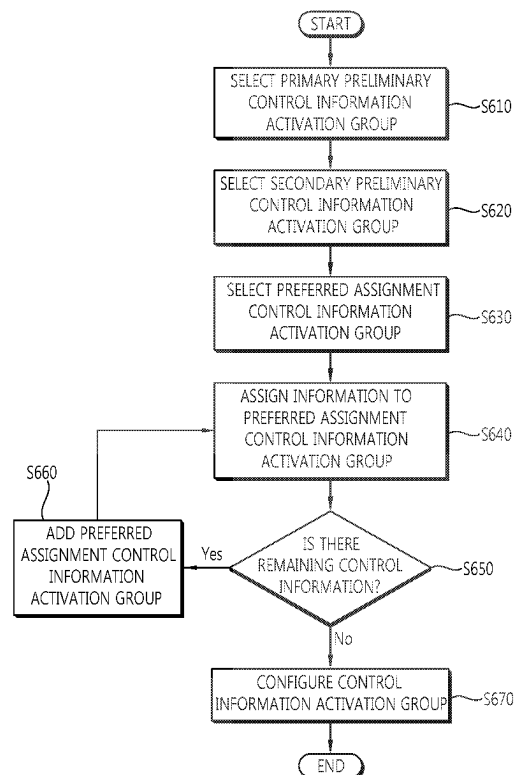 START
SELECT PRIMARY PRELIMINARY
CONTROL INFORMATION
ACTIVATION GROUP
S610
SELECT SECONDARY PRELIMINARY
CONTROL INFORMATION
ACTIVATION GROUP
S620
SELECT PREFERRED ASSIGNMENT
CONTROL INFORMATION
ACTIVATION GROUP
S630
ASSIGN INFORMATION TO
PREFERRED ASSIGNMENT
CONTROL INFORMATION
ACTIVATION GROUP
S640
S660
ADD PREFERRED
ASSIGNMENT CONTROL
INFORMATION
ACTIVATION GROUP
Yes
IS THERE
REMAINING CONTROL
INFORMATION?
S650
No
CONFIGURE CONTROL
INFORMATION ACTIVATION GROUP
S670
END